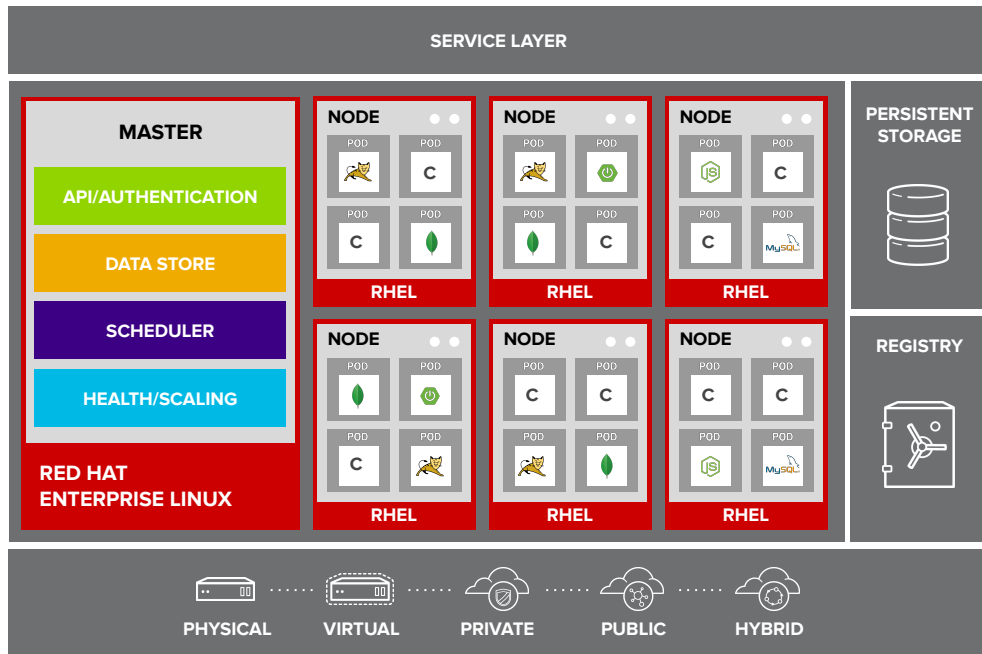 SERVICE LAYER
MASTER
API/AUTHENTICATION
DATA STORE
SCHEDULER
HEALTH/SCALING
RED HAT
ENTERPRISE LINUX
NODE
POD POD
C
POD POD
C
RHEL
NODE
POD POD
POD POD
C
RHEL
NODE
POD POD
JS C
POD POD
C MySQL
RHEL
NODE
POD POD
POD POD
C
RHEL
NODE
POD POD
C C
POD POD
RHEL
NODE
POD POD
C C
POD POD
JS MySQL
RHEL
PERSISTENT
STORAGE
REGISTRY
PHYSICAL VIRTUAL PRIVATE PUBLIC HYBRID